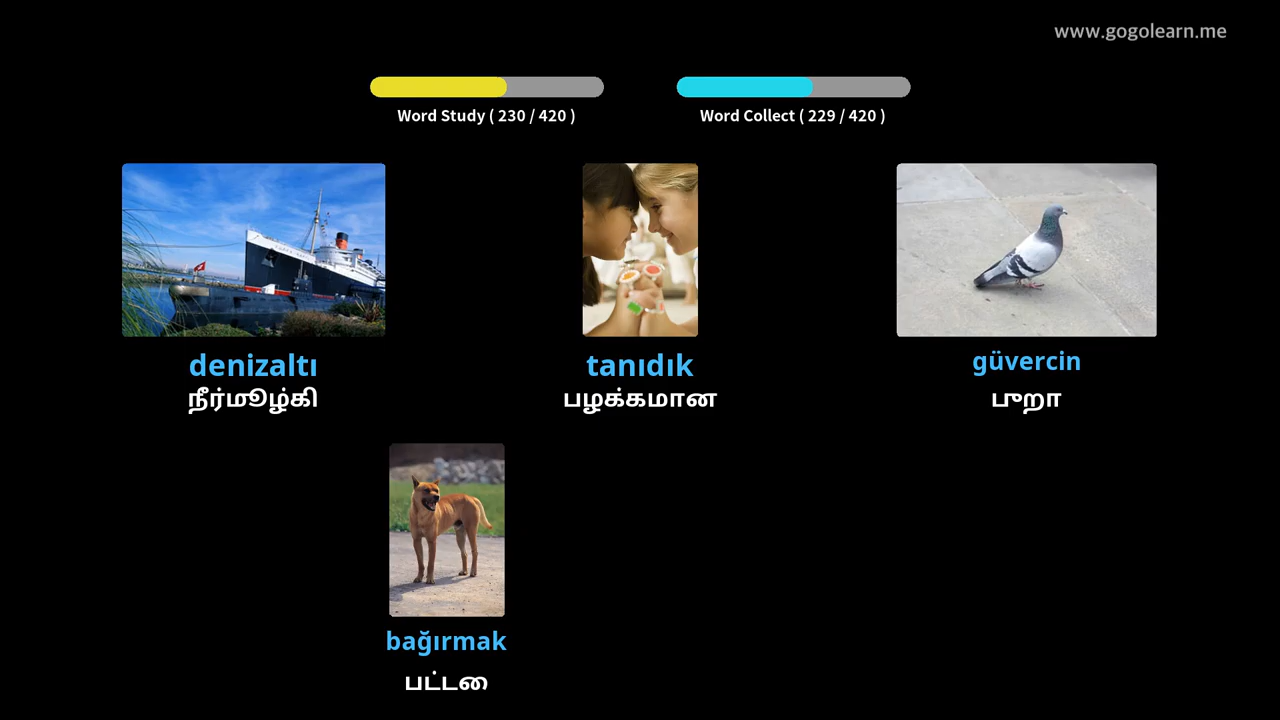 www.gogolearn.me
Word Study ( 230 / 420 )
Word Collect ( 229 / 420 )
denizaltı
நீர்மூழ்கி
tanıdık
பழக்கமான
güvercin
புறா
bağırmak
பட்டை